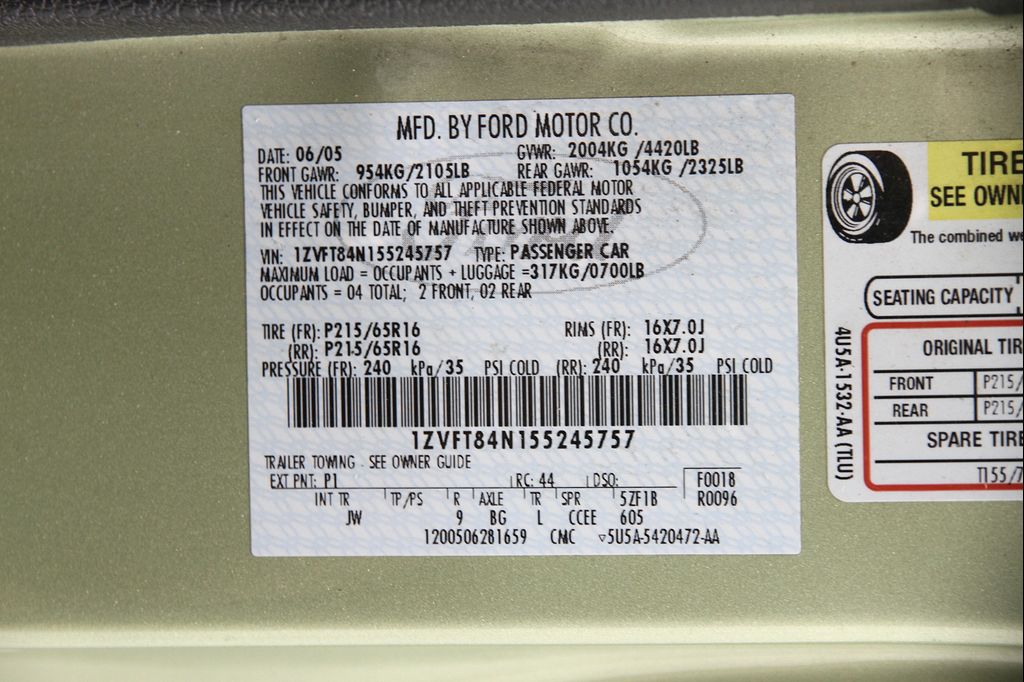 MFD. BY FORD MOTOR CO.
DATE: 06/05 GVWR: 2004KG /4420LB
FRONT GAWR: 954KG/2105LB REAR GAWR: 1054KG /2325LB
THIS VEHICLE CONFORMS TO ALL APPLICABLE FEDERAL MOTOR
VEHICLE SAFETY, BUMPER, AND THEFT PREVENTION STANDARDS
IN EFFECT ON THE DATE OF MANUFACTURE SHOWN ABOVE.
VIN: 1ZVFT84N155245757 TYPE: PASSENGER CAR
MAXIMUM LOAD = OCCUPANTS + LUGGAGE =317KG/0700LB
OCCUPANTS = 04 TOTAL; 2 FRONT, 02 REAR
TIRE (FR): P215/65R16 RIMS (FR): 16X7.0J
(RR): P215/65R16 (RR): 16X7.0J
PRESSURE (FR): 240 kPa/35 PSI COLD (RR): 240 kPa/35 PSI COLD
1ZVFT84N155245757
TRAILER TOWING - SEE OWNER GUIDE
EXT PNT: P1 RC: 44 DSO: F0018
INT TR TP/PS R AXLE TR SPR 5ZF1B R0096
JW 9 BG L CCEE 605
1200506281659 CMC ▽5U5A-5420472-AA
TIRE
SEE OWN
The combined we
SEATING CAPACITY
4U5A-1532-AA (TLU)
ORIGINAL TIR
FRONT P215/
REAR P215/
SPARE TIRE
T155/7